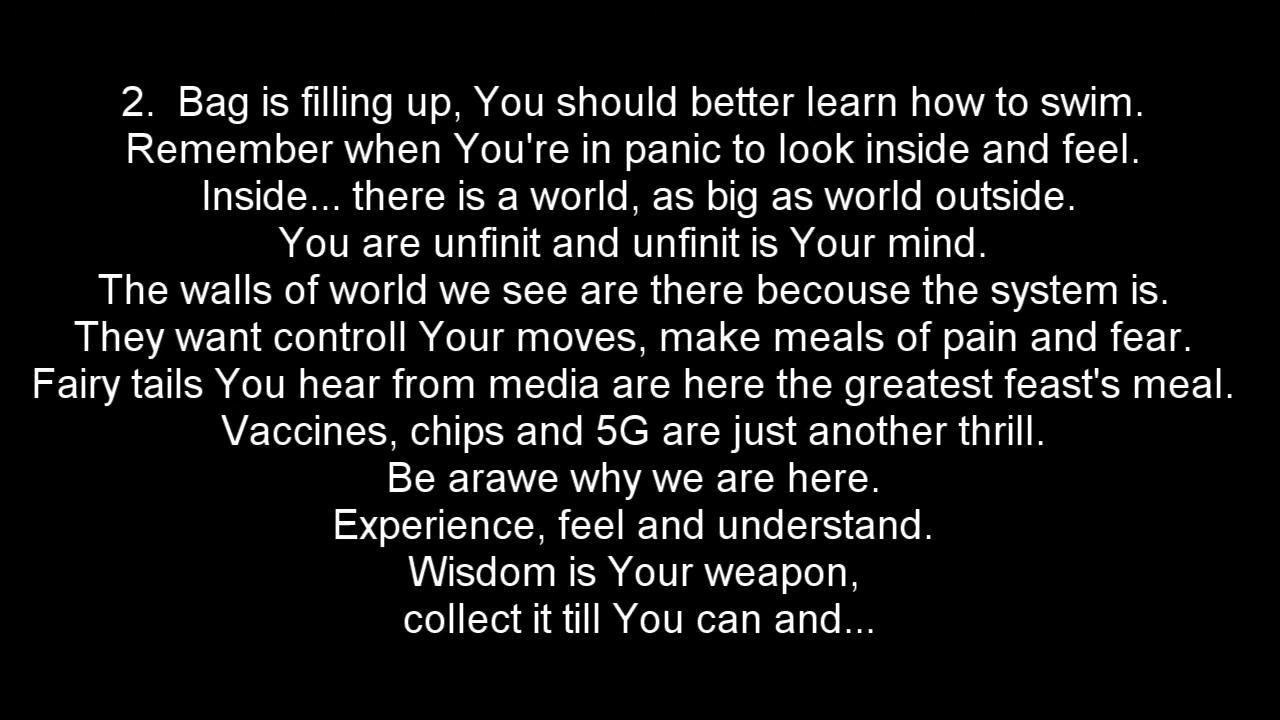 2.  Bag is filling up, You should better learn how to swim.
Remember when You're in panic to look inside and feel.
Inside... there is a world, as big as world outside.
You are unfinit and unfinit is Your mind.
The walls of world we see are there becouse the system is.
They want controll Your moves, make meals of pain and fear.
Fairy tails You hear from media are here the greatest feast's meal.
Vaccines, chips and 5G are just another thrill.
Be arawe why we are here.
Experience, feel and understand.
Wisdom is Your weapon,
collect it till You can and...